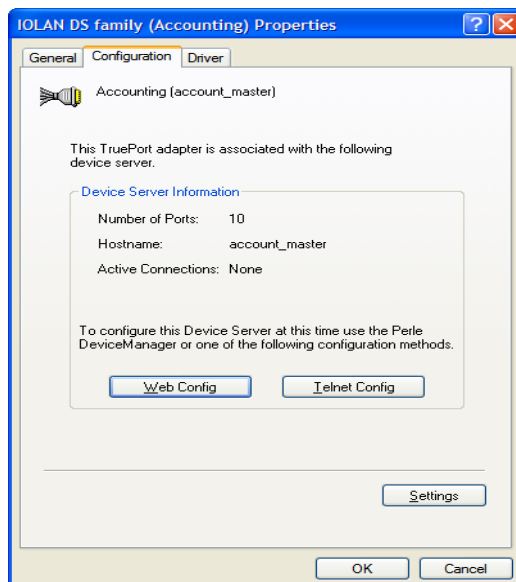 IOLAN DS family (Accounting) Properties
General Configuration Driver
Accounting (account_master)
This TruePort adapter is associated with the following
device server.
Device Server Information
Number of Ports: 10
Hostname: account_master
Active Connections: None
To configure this Device Server at this time use the Perle
DeviceManager or one of the following configuration methods.
Web Config Telnet Config
Settings
OK Cancel